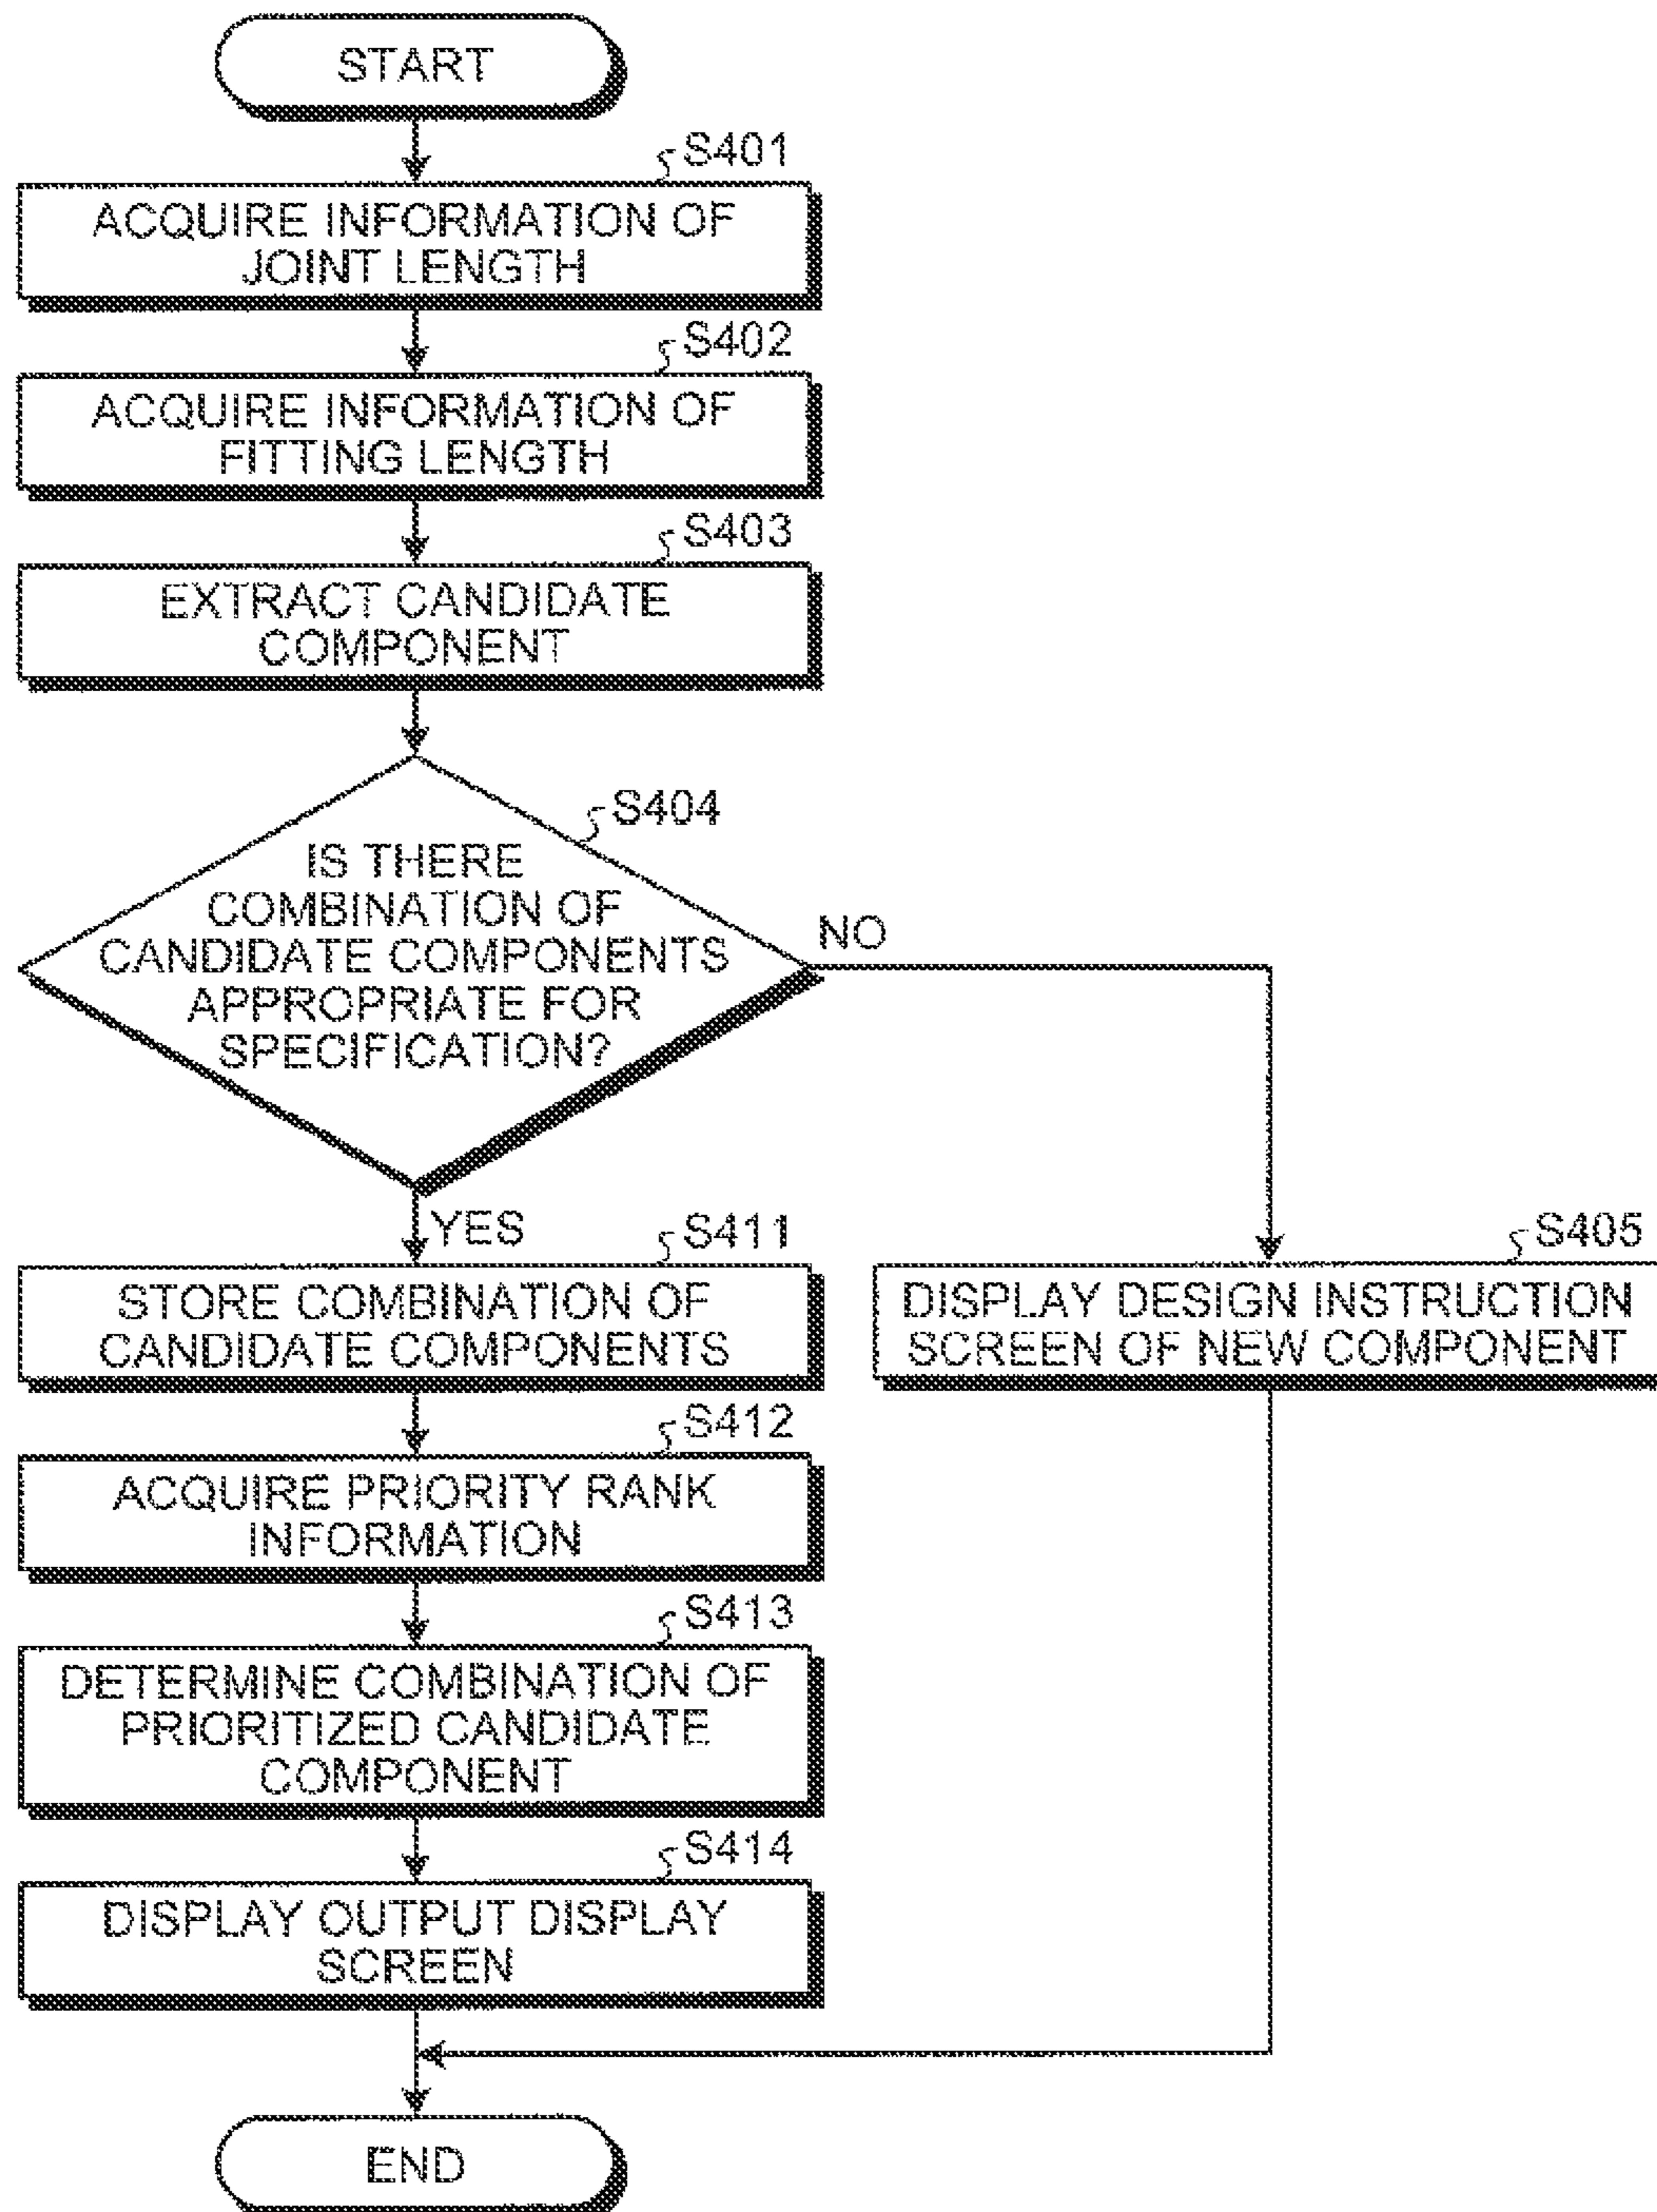 START
S401
ACQUIRE INFORMATION OF
JOINT LENGTH
S402
ACQUIRE INFORMATION OF
FITTING LENGTH
S403
EXTRACT CANDIDATE
COMPONENT
S404
IS THERE
COMBINATION OF
CANDIDATE COMPONENTS
APPROPRIATE FOR
SPECIFICATION?
NO
YES
S411
STORE COMBINATION OF
CANDIDATE COMPONENTS
S405
DISPLAY DESIGN INSTRUCTION
SCREEN OF NEW COMPONENT
S412
ACQUIRE PRIORITY RANK
INFORMATION
S413
DETERMINE COMBINATION OF
PRIORITIZED CANDIDATE
COMPONENT
S414
DISPLAY OUTPUT DISPLAY
SCREEN
END